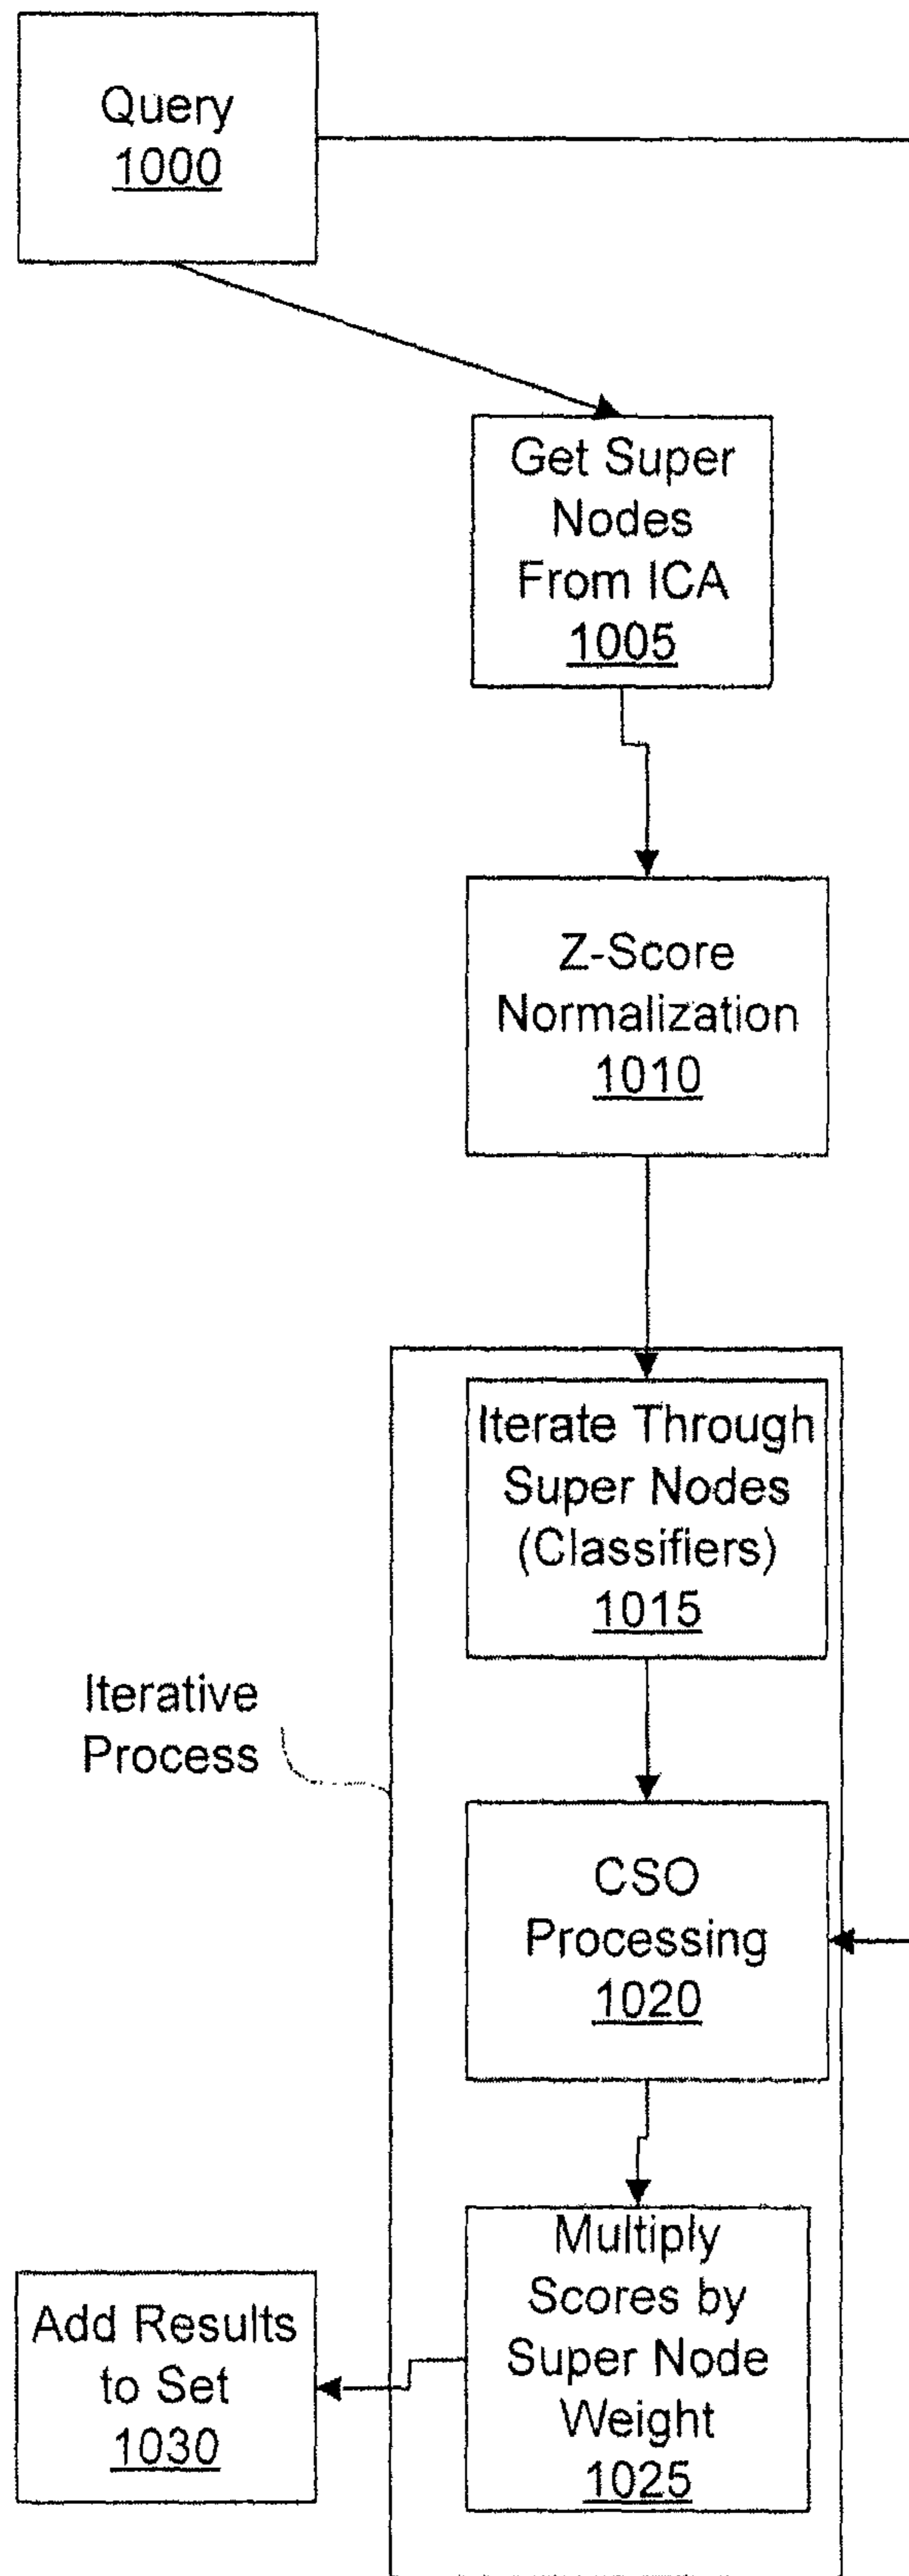 Query
1000
Get Super
Nodes
From ICA
1005
Z-Score
Normalization
1010
Iterate Through
Super Nodes
(Classifiers)
1015
Iterative
Process
CSO
Processing
1020
Multiply
Scores by
Super Node
Weight
1025
Add Results
to Set
1030